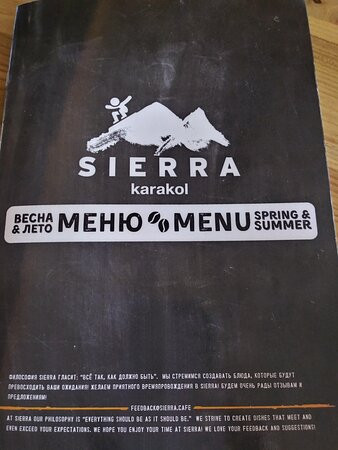 SIERRA
karakol
ВЕСНА & ЛЕТО МЕНЮ MENU SPRING & SUMMER
ФИЛОСОФИЯ SIERRA ГЛАСИТ: "ВСЁ ТАК, КАК ДОЛЖНО БЫТЬ". МЫ СТРЕМИМСЯ СОЗДАВАТЬ БЛЮДА, КОТОРЫЕ БУДУТ
ПРЕВОСХОДИТЬ ВАШИ ОЖИДАНИЯ! ЖЕЛАЕМ ПРИЯТНОГО ВРЕМЯПРОВОЖДЕНИЯ В SIERRA! БУДЕМ ОЧЕНЬ РАДЫ ОТЗЫВАМ И
ПРЕДЛОЖЕНИЯМ!
FEEDBACK@SIERRA.CAFE
AT SIERRA OUR PHILOSOPHY IS "EVERYTHING SHOULD BE AS IT SHOULD BE." WE STRIVE TO CREATE DISHES THAT MEET AND
EVEN EXCEED YOUR EXPECTATIONS. WE HOPE YOU ENJOY YOUR TIME AT SIERRA! WE LOVE YOUR FEEDBACK AND SUGGESTIONS!